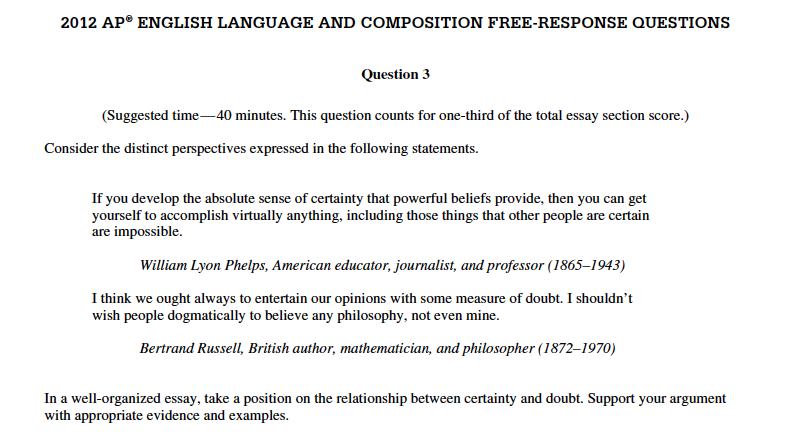 2012 AP® ENGLISH LANGUAGE AND COMPOSITION FREE-RESPONSE QUESTIONS
Question 3
(Suggested time—40 minutes. This question counts for one-third of the total essay section score.)
Consider the distinct perspectives expressed in the following statements.
If you develop the absolute sense of certainty that powerful beliefs provide, then you can get
yourself to accomplish virtually anything, including those things that other people are certain
are impossible.
William Lyon Phelps, American educator, journalist, and professor (1865–1943)
I think we ought always to entertain our opinions with some measure of doubt. I shouldn’t
wish people dogmatically to believe any philosophy, not even mine.
Bertrand Russell, British author, mathematician, and philosopher (1872–1970)
In a well-organized essay, take a position on the relationship between certainty and doubt. Support your argument
with appropriate evidence and examples.